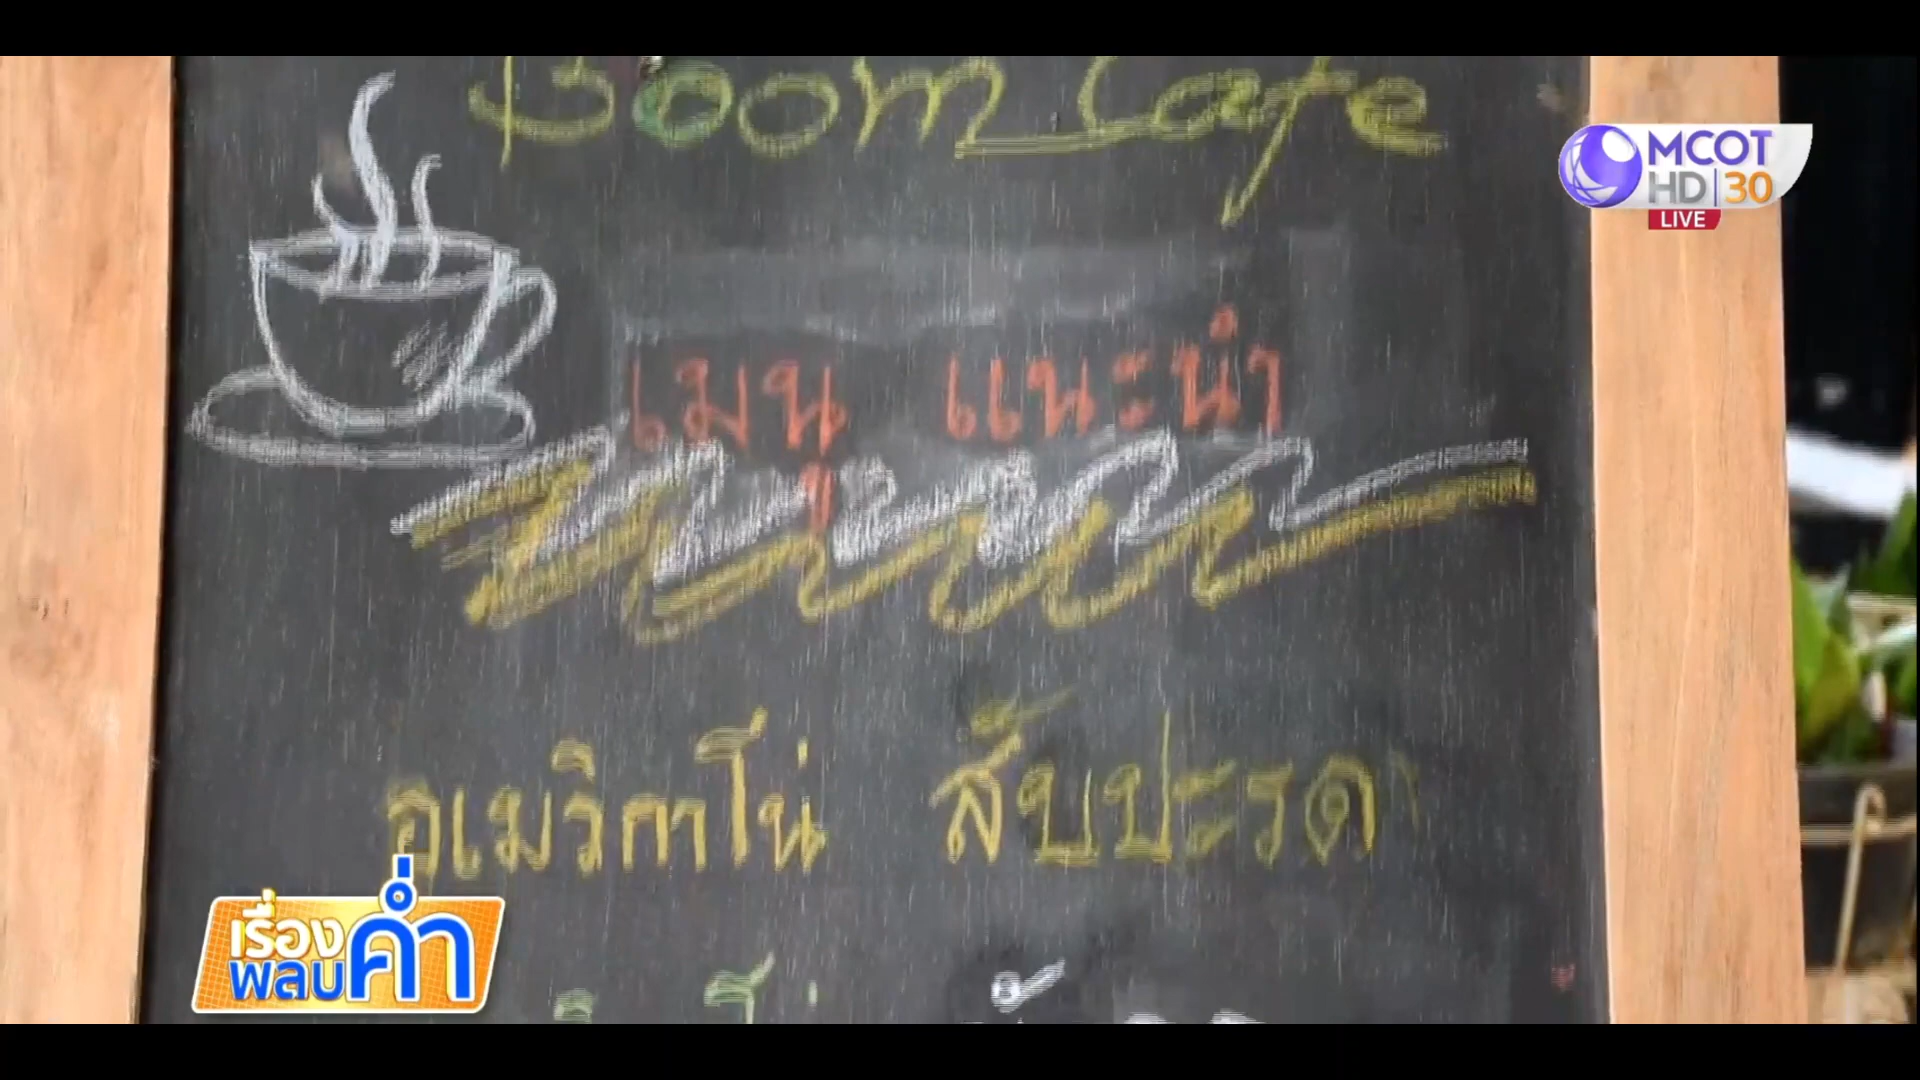 Boom Cafe
MCOT
HD 30
LIVE
เมนู แนะนำ
อเมริกาโน่ สับปะรด
เรื่อง
พลบค่ำ